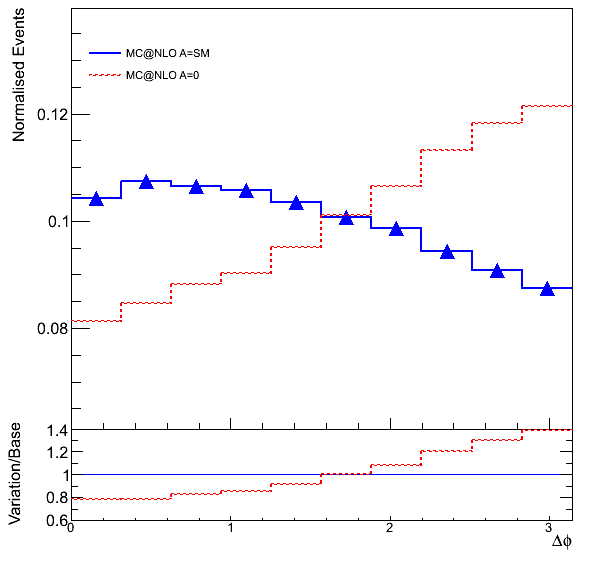 Normalised Events
MC@NLO A=SM
MC@NLO A=0
0.12
0.1
0.08
Variation/Base
1.4
1.2
1
0.8
0.6
0 1 2 3
Δϕ